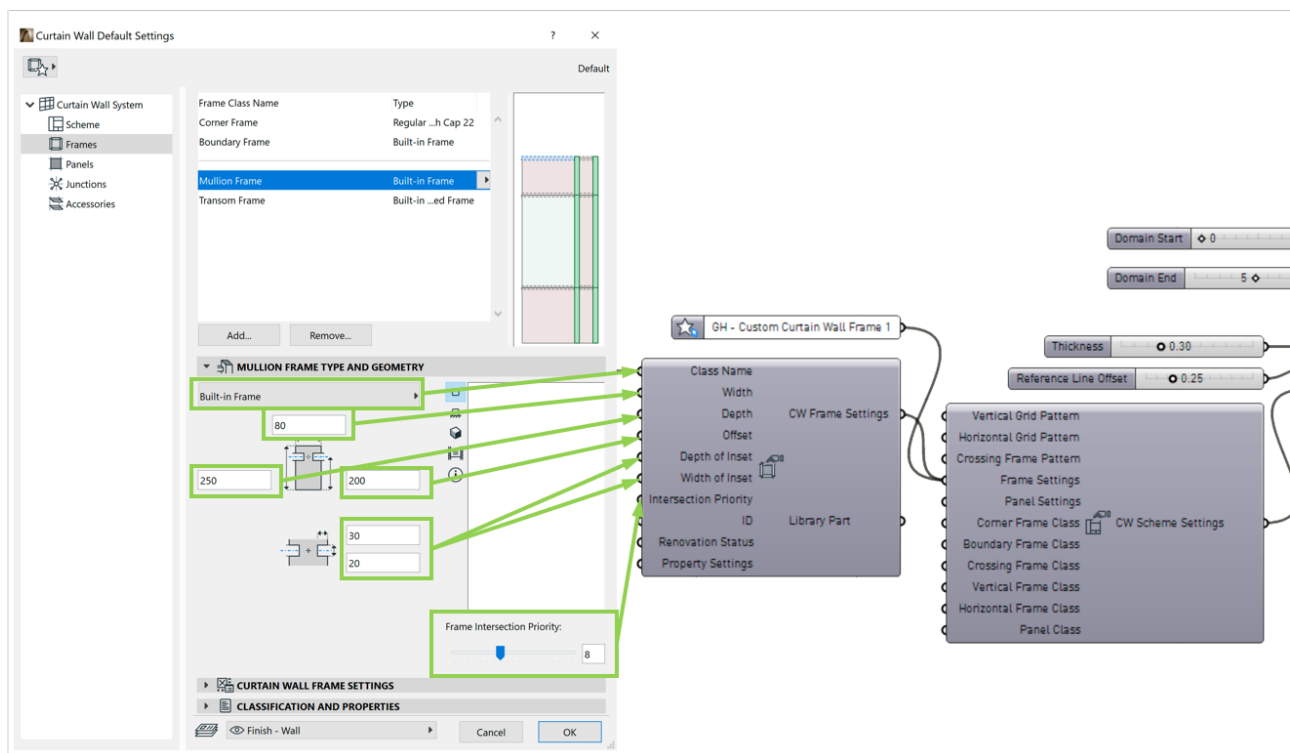 Curtain Wall Default Settings
?
×
Default
Curtain Wall System
Scheme
Frames
Panels
Junctions
Accessories
Frame Class Name Type
Corner Frame Regular ...h Cap 22
Boundary Frame Built-in Frame
Mullion Frame Built-in Frame
Transom Frame Built-in ...ed Frame
Add... Remove...
MULLION FRAME TYPE AND GEOMETRY
Built-in Frame
80
250
200
30
20
Frame Intersection Priority:
8
CURTAIN WALL FRAME SETTINGS
CLASSIFICATION AND PROPERTIES
Finish - Wall
Cancel
OK
GH - Custom Curtain Wall Frame 1
Class Name
Width
Depth
Offset
Depth of Inset
Width of Inset
Intersection Priority
ID
Renovation Status
Property Settings
CW Frame Settings
Library Part
Domain Start 0
Domain End 5
Thickness 0.30
Reference Line Offset 0.25
Vertical Grid Pattern
Horizontal Grid Pattern
Crossing Frame Pattern
Frame Settings
Panel Settings
Corner Frame Class
Boundary Frame Class
Crossing Frame Class
Vertical Frame Class
Horizontal Frame Class
Panel Class
CW Scheme Settings